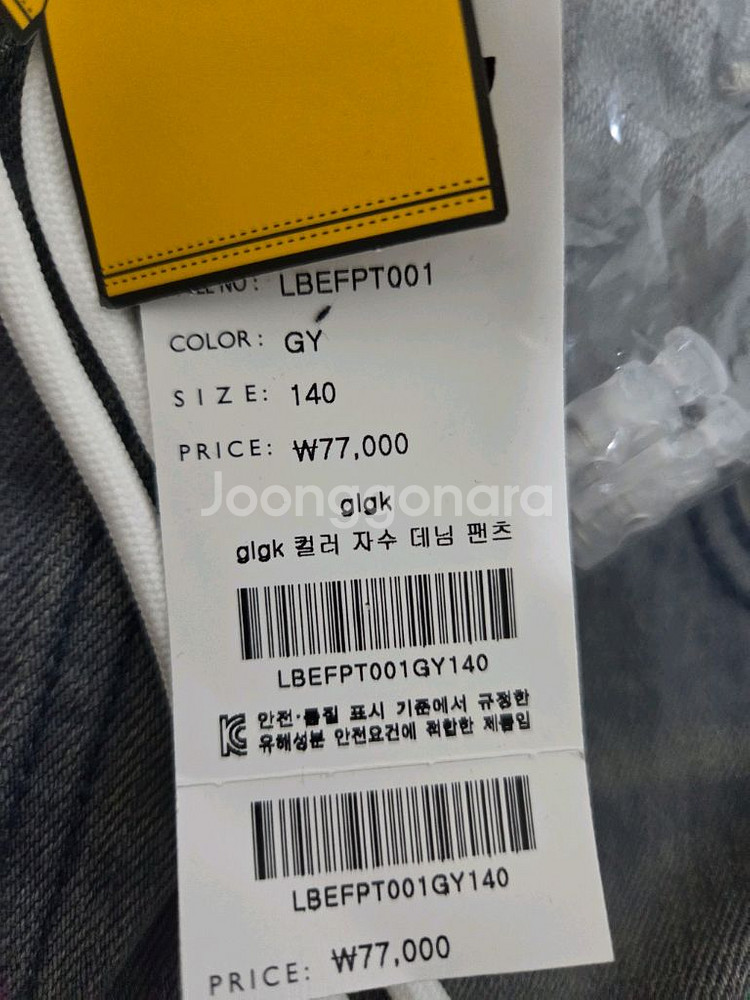 NO: LBEFPT001
COLOR: GY
SIZE: 140
PRICE: ₩77,000
Joonggonara
glgk
glgk 컬러 자수 데님 팬츠
LBEFPT001GY140
안전·품질 표시 기준에서 규정한
유해성분 안전요건에 적합한 제품임
LBEFPT001GY140
PRICE: ₩77,000